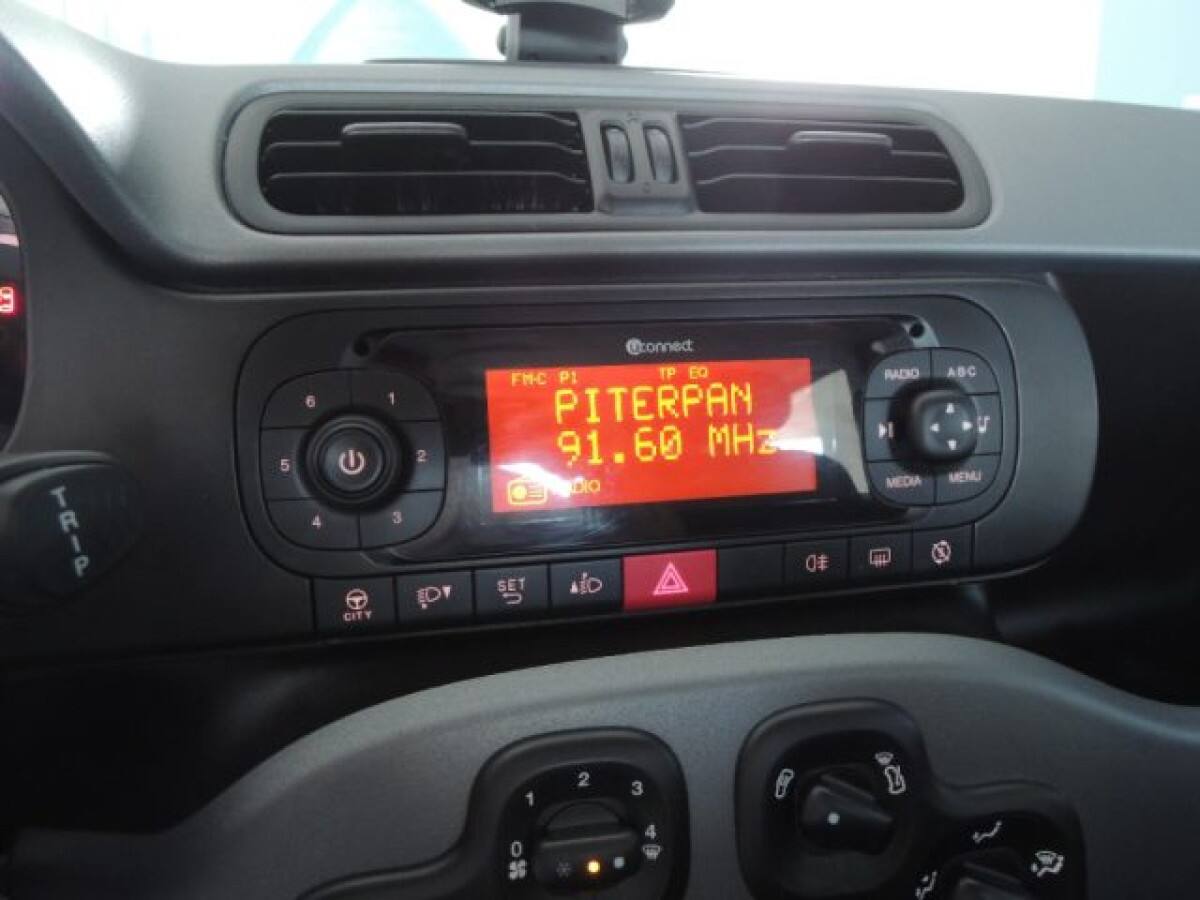 uconnect
FM-C P1 TP EQ
PITERPAN
91.60 MHz
RADIO
6 1
5 2
4 3
RADIO A·B·C
MEDIA MENU
TRIP
CITY
SET
0 1 2 3 4
9